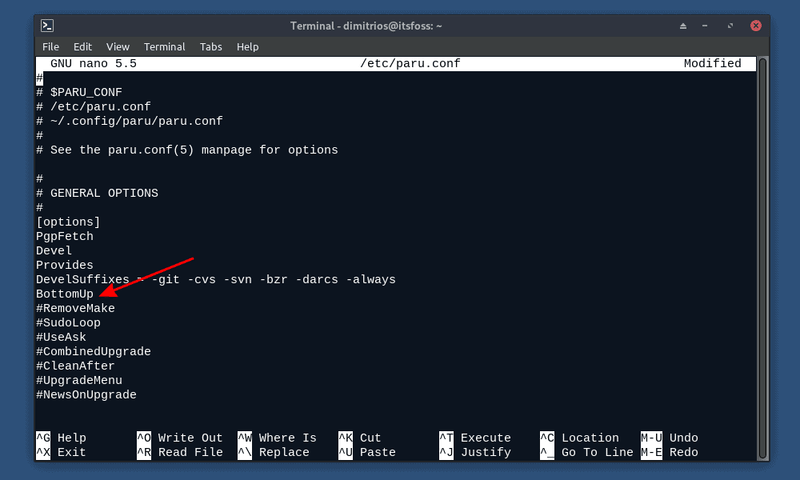 Terminal - dimitrios@itsfoss: ~
File Edit View Terminal Tabs Help
GNU nano 5.5 /etc/paru.conf Modified
#
# $PARU_CONF
# /etc/paru.conf
# ~/.config/paru/paru.conf
#
# See the paru.conf(5) manpage for options
#
# GENERAL OPTIONS
#
[options]
PgpFetch
Devel
Provides
DevelSuffixes -git -cvs -svn -bzr -darcs -always
BottomUp
#RemoveMake
#SudoLoop
#UseAsk
#CombinedUpgrade
#CleanAfter
#UpgradeMenu
#NewsOnUpgrade
^G Help ^O Write Out ^W Where Is ^K Cut ^T Execute ^C Location M-U Undo
^X Exit ^R Read File ^\ Replace ^U Paste ^J Justify ^_ Go To Line M-E Redo